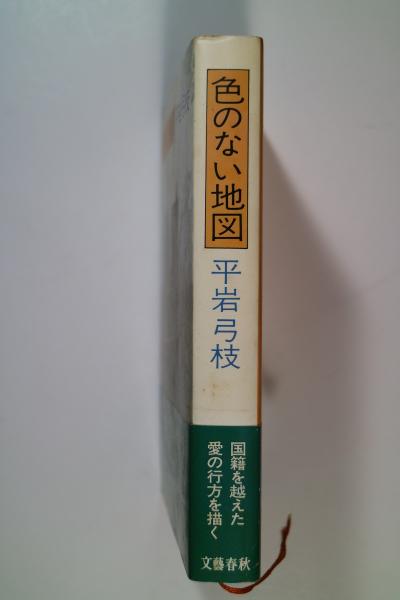 色のない地図
平岩弓枝
国籍を越えた
愛の行方を描く
文藝春秋